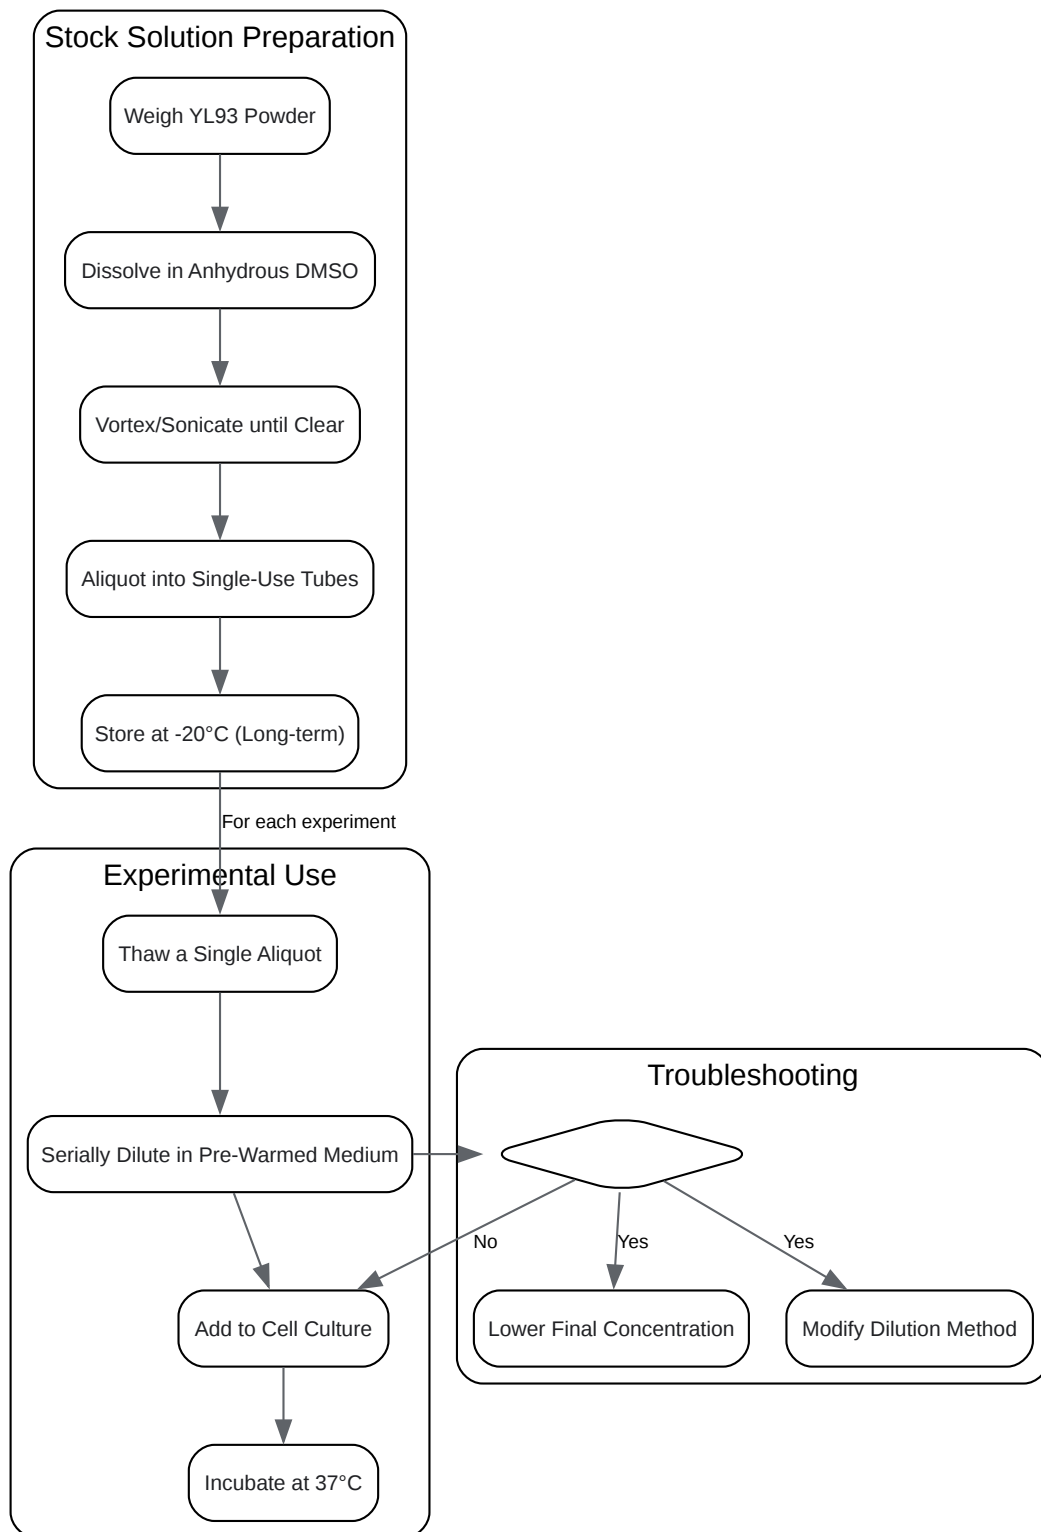 Stock Solution Preparation
Weigh YL93 Powder
Dissolve in Anhydrous DMSO
Vortex/Sonicate until Clear
Aliquot into Single-Use Tubes
Store at -20°C (Long-term)
For each experiment
Experimental Use
Thaw a Single Aliquot
Troubleshooting
Serially Dilute in Pre-Warmed Medium
No
Yes
Yes
Add to Cell Culture
Lower Final Concentration
Modify Dilution Method
Incubate at 37°C